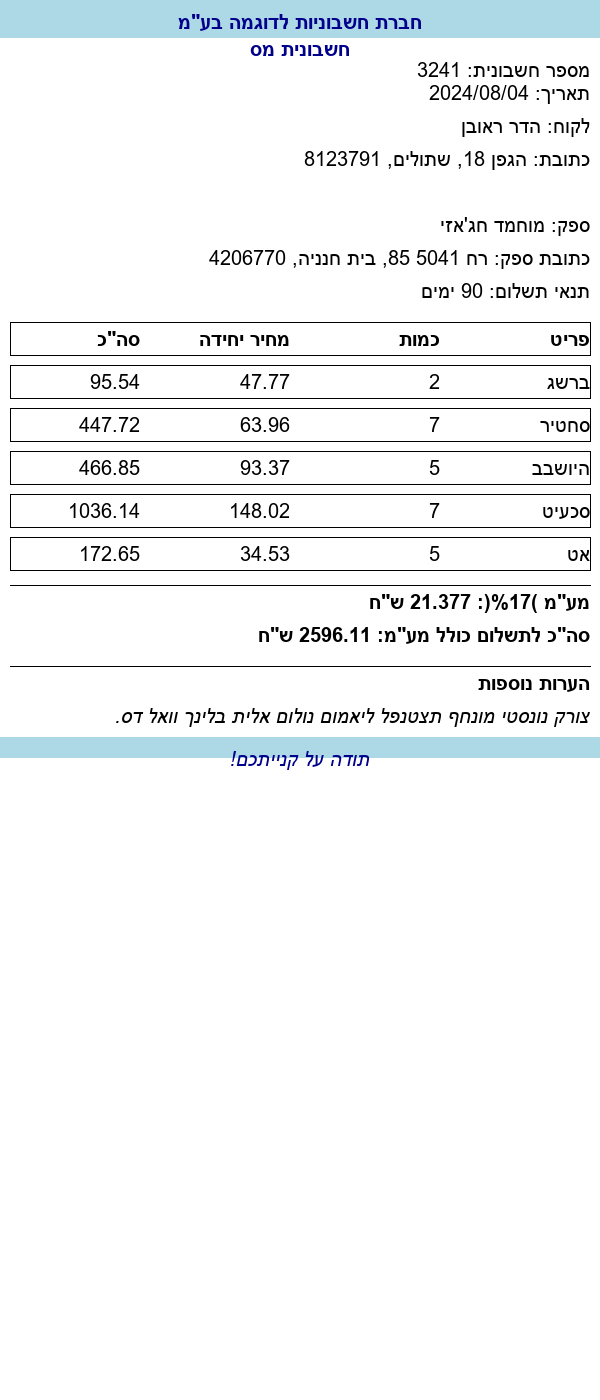 חברת חשבוניות לדוגמה בע"מ
חשבונית מס
מספר חשבונית: 3241
תאריך: 2024/08/04
לקוח: הדר ראובן
כתובת: הגפן 18, שתולים, 8123791
ספק: מוחמד חג'אזי
כתובת ספק: רח 5041 85, בית חנניה, 4206770
תנאי תשלום: 90 ימים
פריט כמות מחיר יחידה סה"כ
ברשג 2 47.77 95.54
סחטיר 7 63.96 447.72
היושבב 5 93.37 466.85
סכעיט 7 148.02 1036.14
אט 5 34.53 172.65
מע"מ )17%(: 21.377 ש"ח
סה"כ לתשלום כולל מע"מ: 2596.11 ש"ח
הערות נוספות
צורק נונסטי מונחף תצטנפל ליאמום נולום אלית בלינך וואל דס.
תודה על קנייתכם!